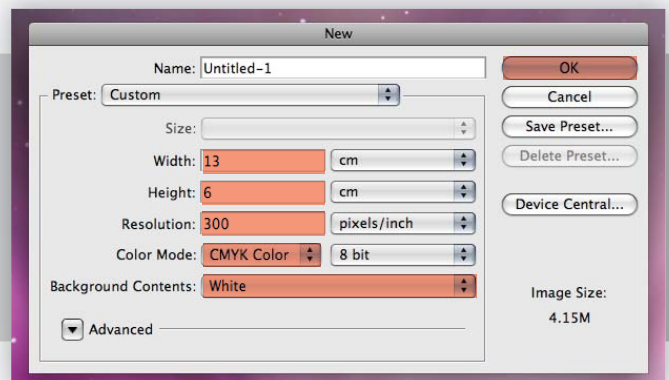 New
Name: Untitled-1
OK
Preset: Custom
Cancel
Size:
Save Preset...
Width: 13 cm
Delete Preset...
Height: 6 cm
Resolution: 300 pixels/inch
Device Central...
Color Mode: CMYK Color 8 bit
Background Contents: White
Image Size:
4.15M
Advanced